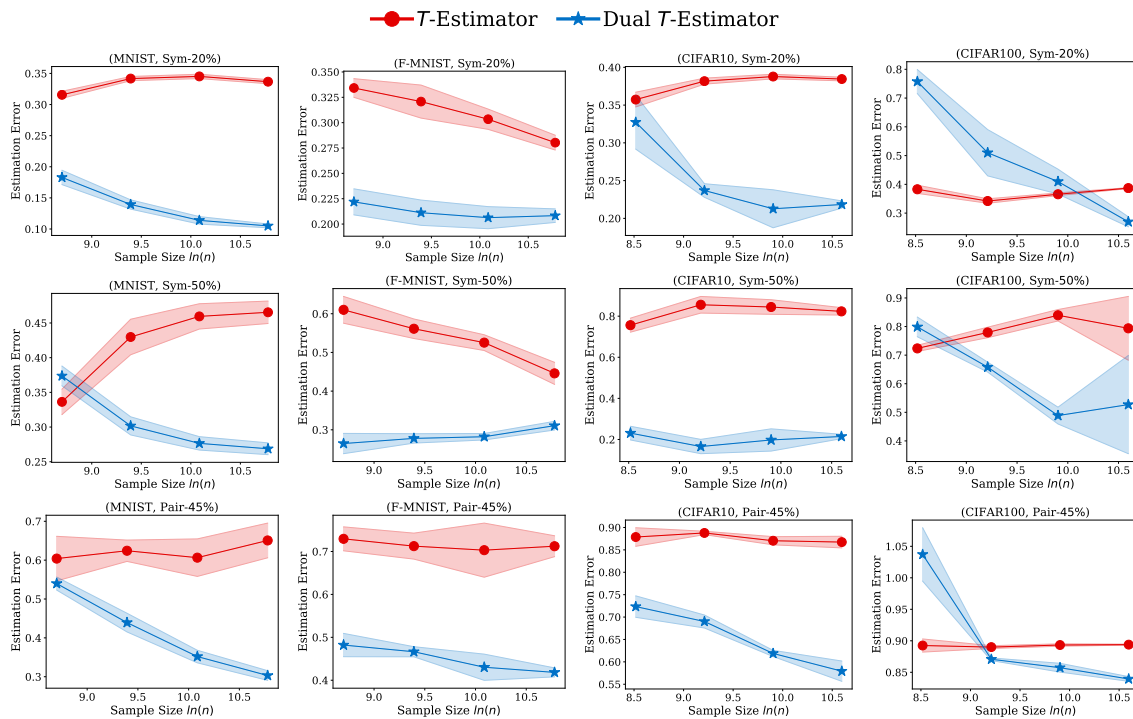 T-Estimator Dual T-Estimator
(MNIST, Sym-20%)
0.35
0.30
0.25
0.20
0.15
0.10
Estimation Error
9.0 9.5 10.0 10.5
Sample Size ln(n)
(F-MNIST, Sym-20%)
0.350
0.325
0.300
0.275
0.250
0.225
0.200
Estimation Error
9.0 9.5 10.0 10.5
Sample Size ln(n)
(CIFAR10, Sym-20%)
0.40
0.35
0.30
0.25
0.20
Estimation Error
8.5 9.0 9.5 10.0 10.5
Sample Size ln(n)
(CIFAR100, Sym-20%)
0.8
0.7
0.6
0.5
0.4
0.3
Estimation Error
8.5 9.0 9.5 10.0 10.5
Sample Size ln(n)
(MNIST, Sym-50%)
0.45
0.40
0.35
0.30
0.25
Estimation Error
9.0 9.5 10.0 10.5
Sample Size ln(n)
(F-MNIST, Sym-50%)
0.6
0.5
0.4
0.3
Estimation Error
9.0 9.5 10.0 10.5
Sample Size ln(n)
(CIFAR10, Sym-50%)
0.8
0.6
0.4
0.2
Estimation Error
8.5 9.0 9.5 10.0 10.5
Sample Size ln(n)
(CIFAR100, Sym-50%)
0.9
0.8
0.7
0.6
0.5
0.4
Estimation Error
8.5 9.0 9.5 10.0 10.5
Sample Size ln(n)
(MNIST, Pair-45%)
0.7
0.6
0.5
0.4
0.3
Estimation Error
9.0 9.5 10.0 10.5
Sample Size ln(n)
(F-MNIST, Pair-45%)
0.7
0.6
0.5
0.4
Estimation Error
9.0 9.5 10.0 10.5
Sample Size ln(n)
(CIFAR10, Pair-45%)
0.90
0.85
0.80
0.75
0.70
0.65
0.60
0.55
Estimation Error
8.5 9.0 9.5 10.0 10.5
Sample Size ln(n)
(CIFAR100, Pair-45%)
1.05
1.00
0.95
0.90
0.85
Estimation Error
8.5 9.0 9.5 10.0 10.5
Sample Size ln(n)